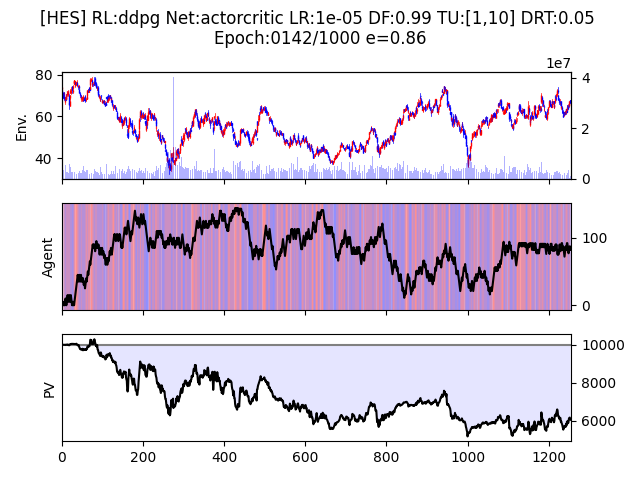 [HES] RL:ddpg Net:actorcritic LR:1e-05 DF:0.99 TU:[1,10] DRT:0.05
Epoch:0142/1000 e=0.86
1e7
80
60
40
Env.
4
2
0
Agent
100
0
PV
10000
8000
6000
0 200 400 600 800 1000 1200